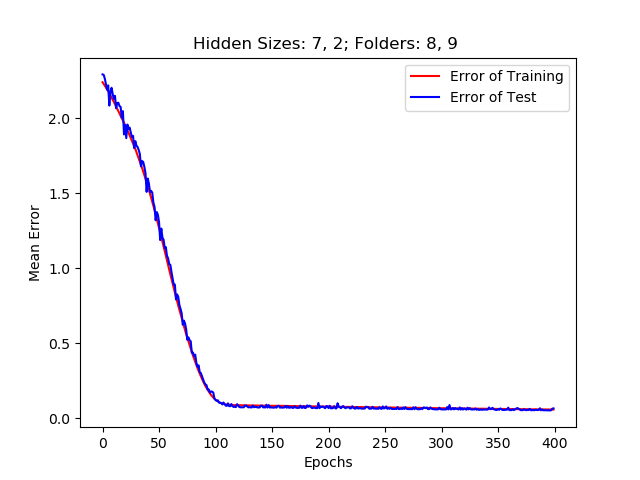 Hidden Sizes: 7, 2; Folders: 8, 9
Error of Training
Error of Test
Mean Error
2.0
1.5
1.0
0.5
0.0
0 50 100 150 200 250 300 350 400
Epochs